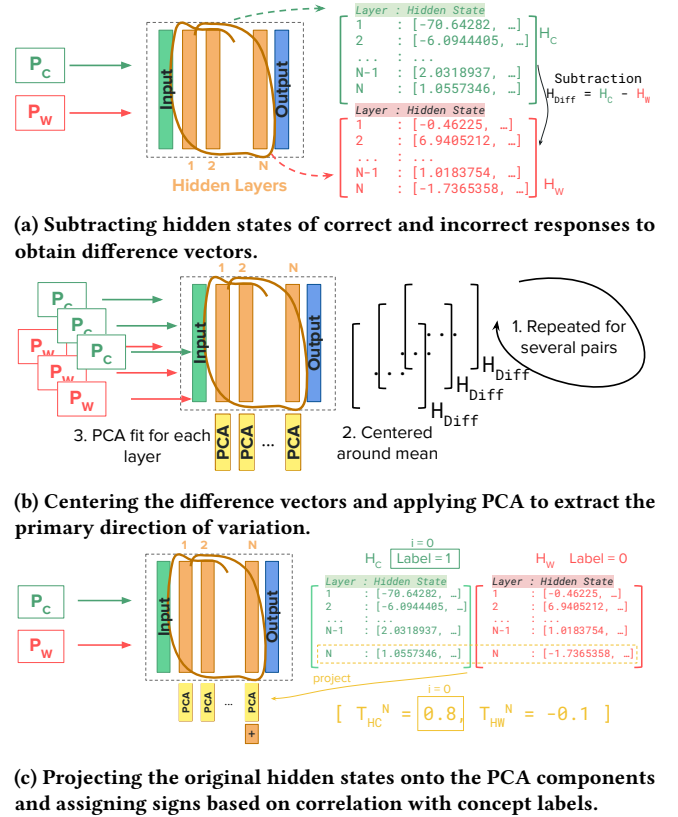 P_C
P_W
Input
Output
1 2 N
Hidden Layers
Layer : Hidden State
1 : [-70.64282, …]
2 : [-6.0944405, …]
... : ...
N-1 : [2.0318937, …]
N : [1.0557346, …]
H_C
Subtraction
H_Diff = H_C - H_W
Layer : Hidden State
1 : [-0.46225, …]
2 : [6.9405212, …]
... : ...
N-1 : [1.0183754, …]
N : [-1.7365358, …]
H_W
(a) Subtracting hidden states of correct and incorrect responses to
obtain difference vectors.
P_C
P_C
P_W
P_C
P_W
P_W
1 2 N
Input
Output
...
...
...
H_Diff
H_Diff
H_Diff
1. Repeated for
several pairs
3. PCA fit for each
layer
PCA PCA ... PCA
2. Centered
around mean
(b) Centering the difference vectors and applying PCA to extract the
primary direction of variation.
P_C
P_W
1 2 N
Input
Output
PCA PCA ... PCA
+
i = 0
H_C Label = 1
Layer : Hidden State
1 : [-70.64282, …]
2 : [-6.0944405, …]
... : ...
N-1 : [2.0318937, …]
N : [1.0557346, …]
H_W Label = 0
Layer : Hidden State
1 : [-0.46225, …]
2 : [6.9405212, …]
... : ...
N-1 : [1.0183754, …]
N : [-1.7365358, …]
project
i = 0
[ T_HC^N = 0.8, T_HW^N = -0.1 ]
(c) Projecting the original hidden states onto the PCA components
and assigning signs based on correlation with concept labels.